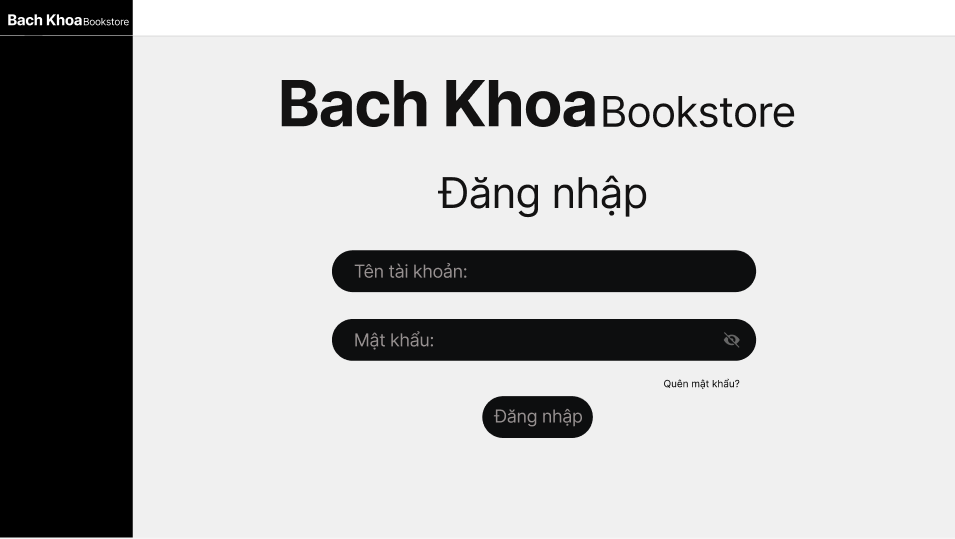 Bach Khoa Bookstore
Bach Khoa Bookstore
Đăng nhập
Tên tài khoản:
Mật khẩu:
Quên mật khẩu?
Đăng nhập